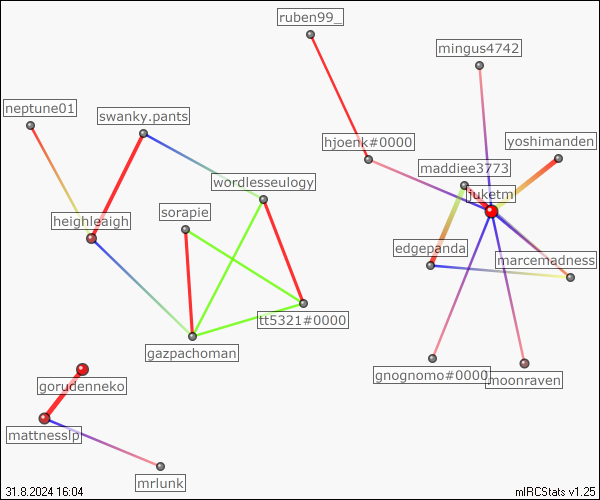 ruben99_
mingus4742
neptune01
swanky.pants
hjoenk#0000
yoshimanden
maddiee3773
wordlesseulogy
juketm
sorapie
heighleaigh
edgepanda
marcemadness
tt5321#0000
gazpachoman
gorudenneko
gnognomo#0000
moonraven
mattnesslp
mrlunk
31.8.2024 16:04
mIRCStats v1.25